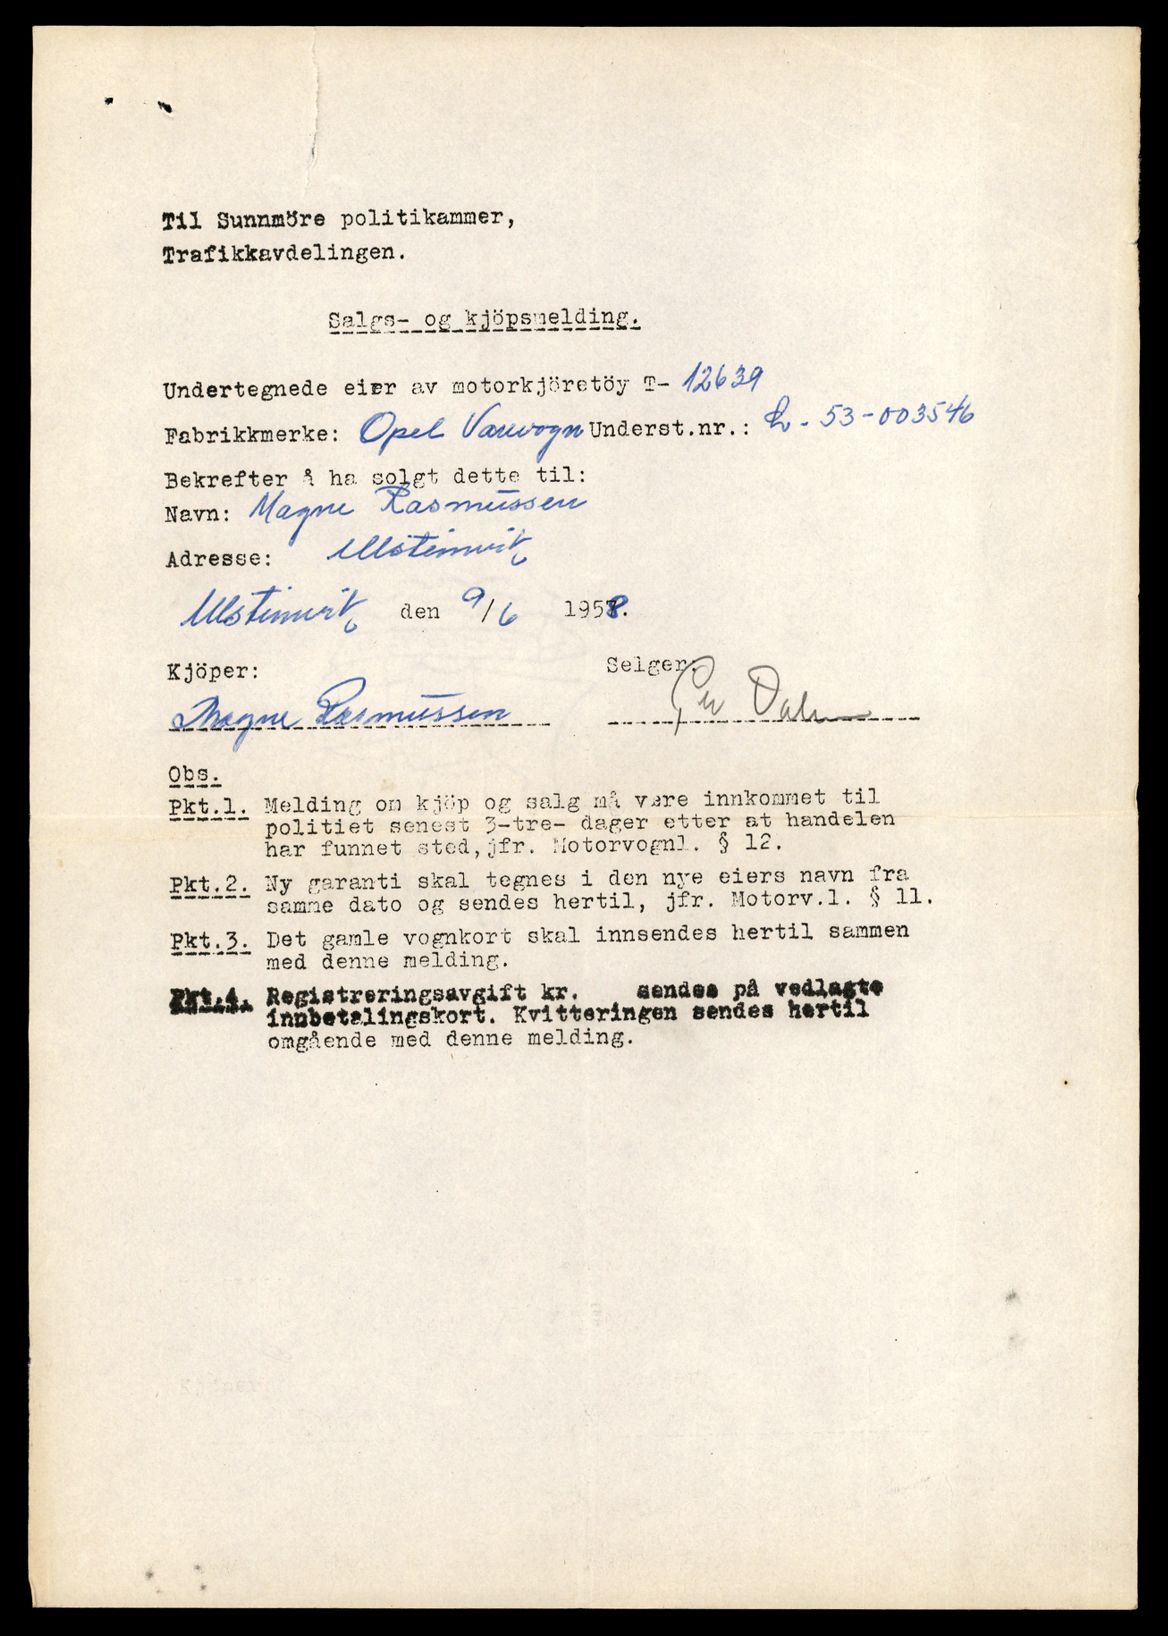 Til Sunnmöre politikammer,
Trafikkavdelingen.
Salgs- og kjöpsmelding.
Undertegnede eier av motorkjöretöy T- 12639
Fabrikkmerke: Opel Varevogn Underst.nr.: - 53-003546
Bekrefter å ha solgt dette til:
Navn: Magne Rasmussen
Adresse: Ulsteinvik
Ulsteinvik den 9/6 1958.
Kjöper: Selger:
Magne Rasmussen Per
Obs.
Pkt.1. Melding om kjöp og salg må være innkommet til
politiet senest 3-tre- dager etter at handelen
har funnet sted, jfr. Motorvognl. § 12.
Pkt.2. Ny garanti skal tegnes i den nye eiers navn fra
samme dato og sendes hertil, jfr. Motorv.l. § 11.
Pkt.3. Det gamle vognkort skal innsendes hertil sammen
med denne melding.
Pkt.4. Registreringsavgift kr. sendes på vedlagte
innbetalingskort. Kvitteringen sendes hertil
omgående med denne melding.